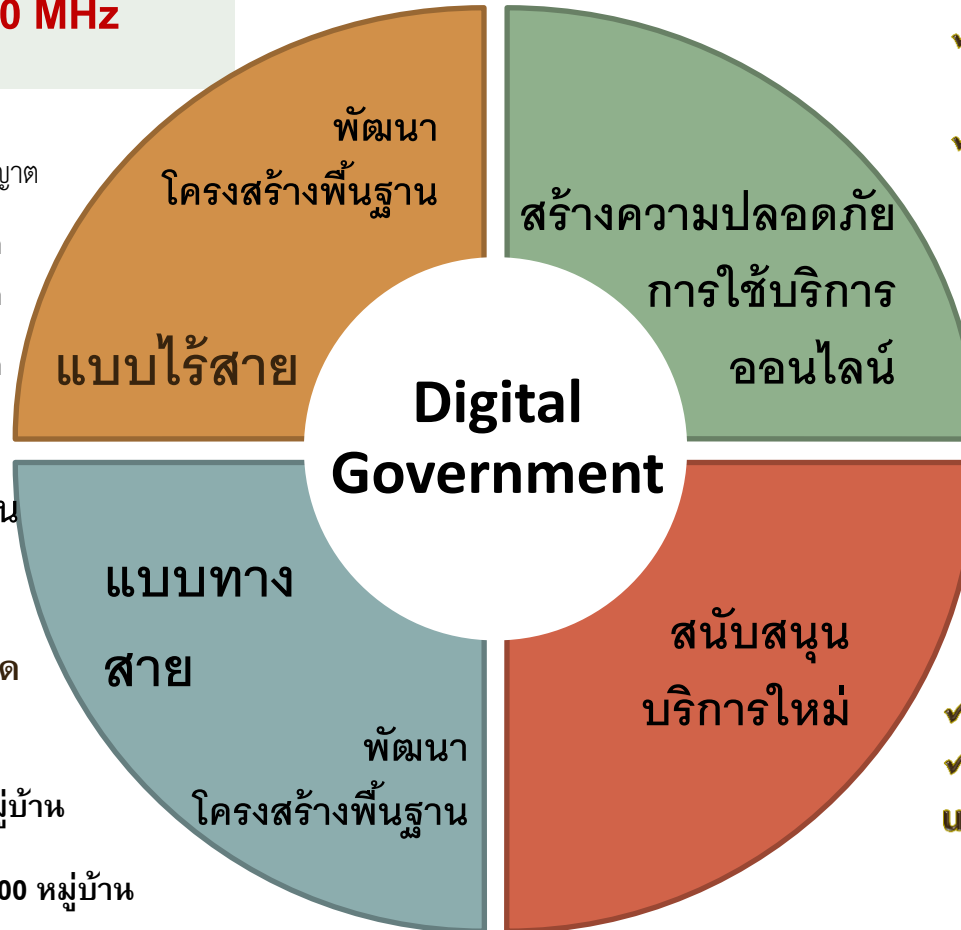 0 MHz
พัฒนา
โครงสร้างพื้นฐาน
แบบไร้สาย
สร้างความปลอดภัย
การใช้บริการ
ออนไลน์
Digital
Government
แบบทาง
สาย
พัฒนา
โครงสร้างพื้นฐาน
สนับสนุน
บริการใหม่
หมู่บ้าน
00 หมู่บ้าน